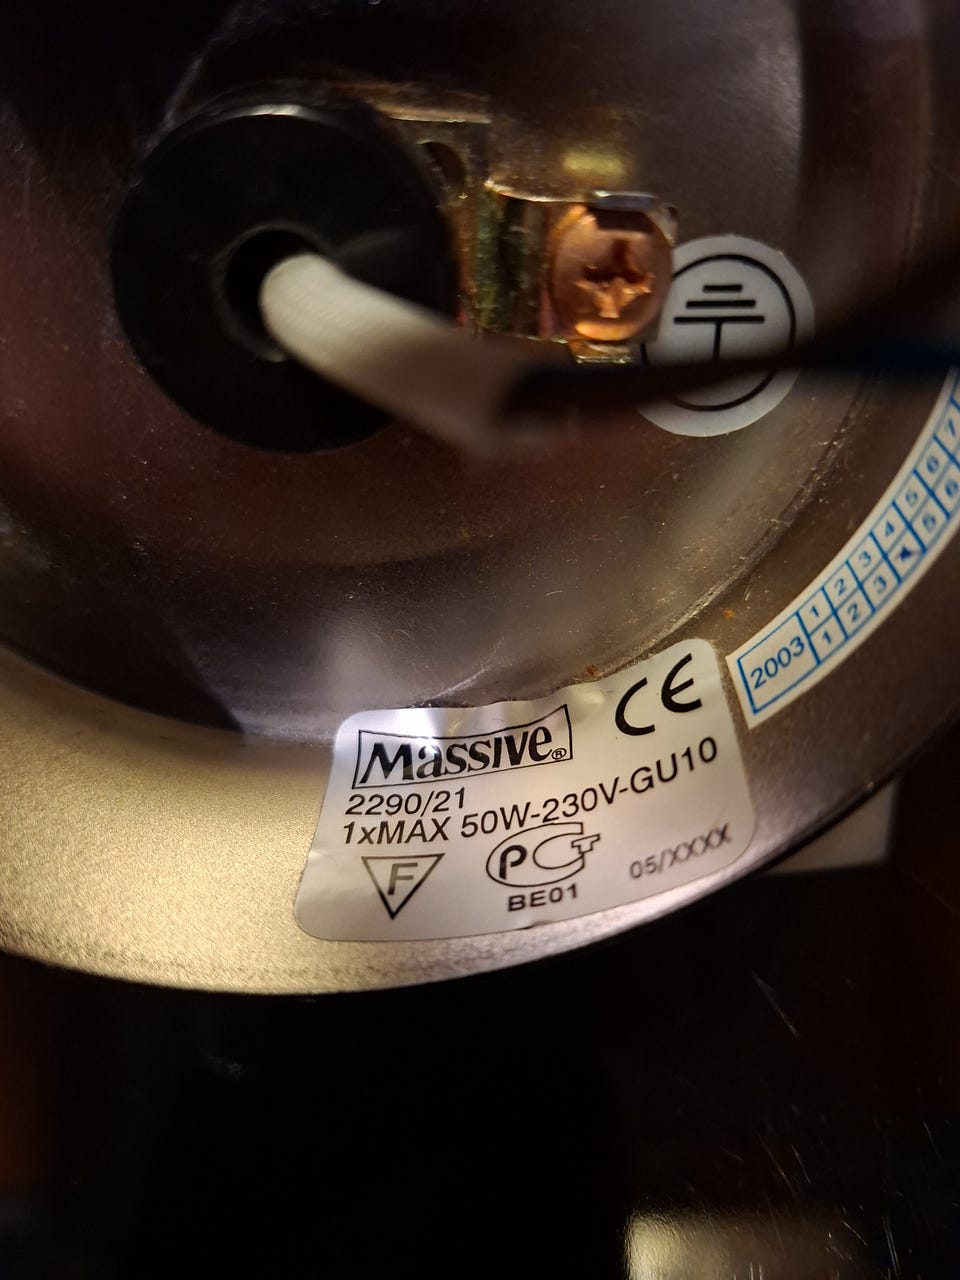 2003 1 2 3 4 5 6 7
1 2 3 5 6
Massive®
CE
2290/21
1xMAX 50W-230V-GU10
F
PCT
BE01
05/XXXX